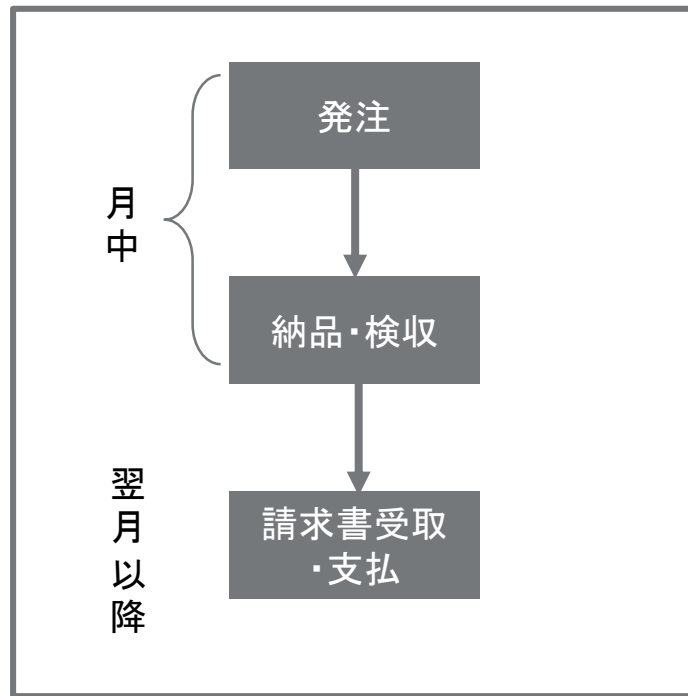 発注
月中
納品・検収
翌月以降
請求書受取
・支払